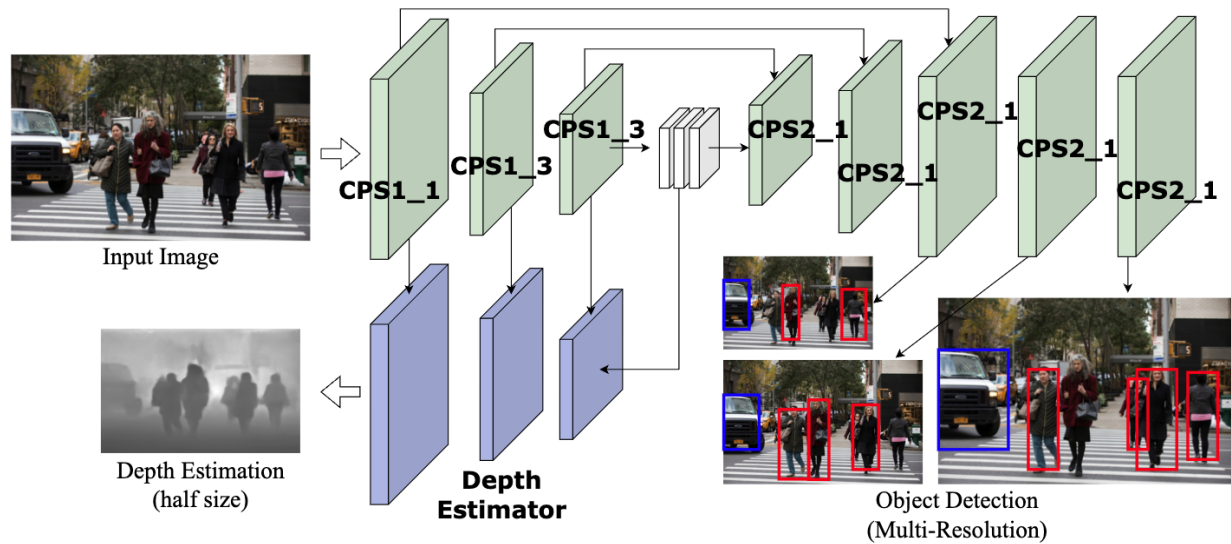 CPS1_1
CPS1_3
CPS1_3
CPS2_1
CPS2_1
CPS2_1
CPS2_1
CPS2_1
Input Image
Depth Estimation
(half size)
Depth
Estimator
Object Detection
(Multi-Resolution)